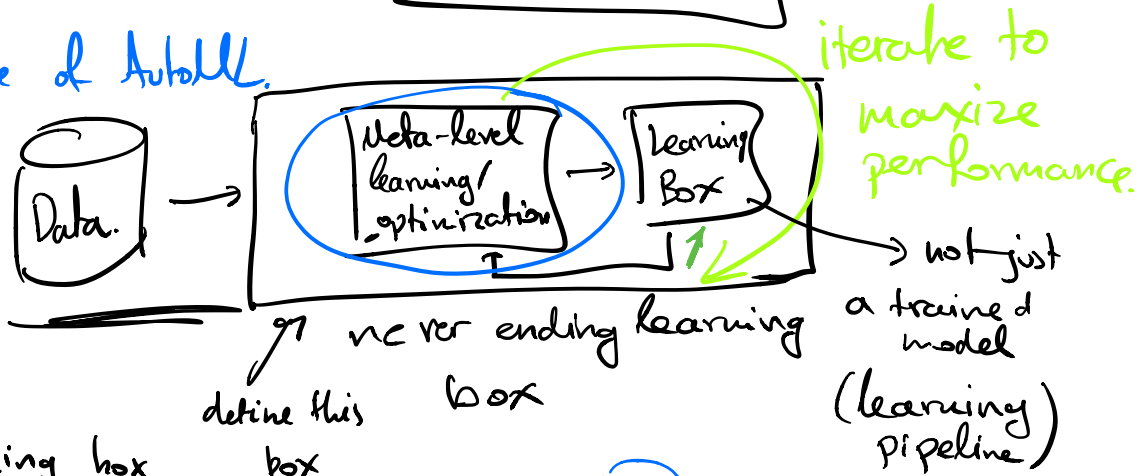 e of AutoML.
iterate to
maxize
performance.
Data.
Meta-level
learning/
optimization
Learning
Box
not just
a trained
model
(learning
pipeline)
never ending learning
box
define this
box
ing box